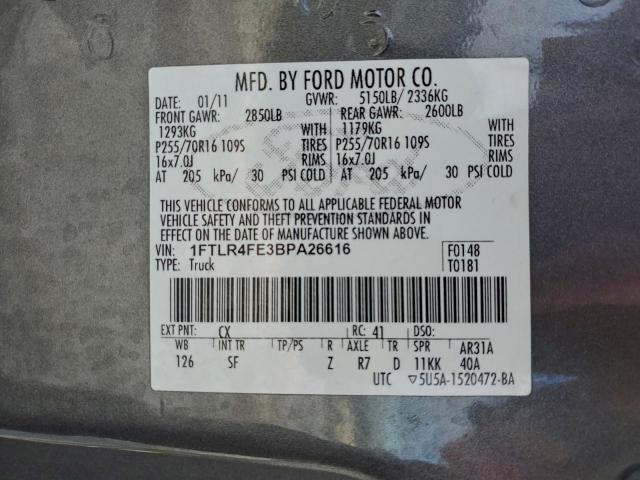 MFD. BY FORD MOTOR CO.
DATE: 01/11 GVWR: 5150LB/ 2336KG
FRONT GAWR: 2850LB REAR GAWR: 2600LB
1293KG WITH 1179KG WITH
P255/70R16 109S TIRES P255/70R16 109S TIRES
16x7.0J RIMS 16x7.0J RIMS
AT 205 kPa/ 30 PSI COLD AT 205 kPa/ 30 PSI COLD
THIS VEHICLE CONFORMS TO ALL APPLICABLE FEDERAL MOTOR
VEHICLE SAFETY AND THEFT PREVENTION STANDARDS IN
EFFECT ON THE DATE OF MANUFACTURE SHOWN ABOVE.
VIN: 1FTLR4FE3BPA26616 F0148
TYPE: Truck T0181
EXT PNT: CX RC: 41 DSO:
WB INT TR TP/PS R AXLE TR SPR AR31A
126 SF Z R7 D 11KK 40A
UTC ▽5U5A-1520472-BA